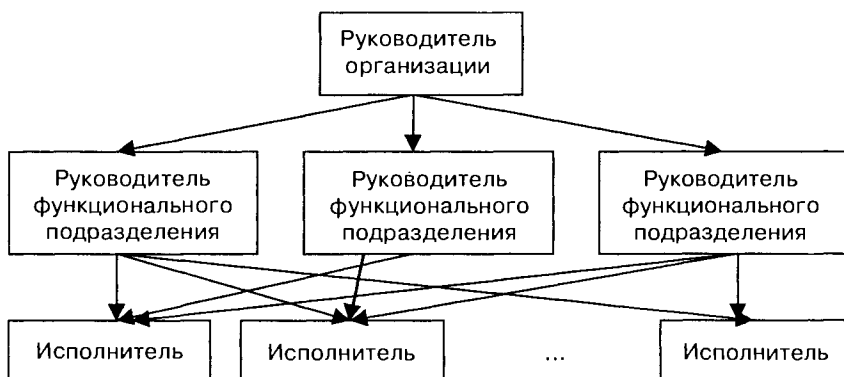 Руководитель
организации
Руководитель
функционального
подразделения
Руководитель
функционального
подразделения
Руководитель
функционального
подразделения
Исполнитель
Исполнитель
...
Исполнитель